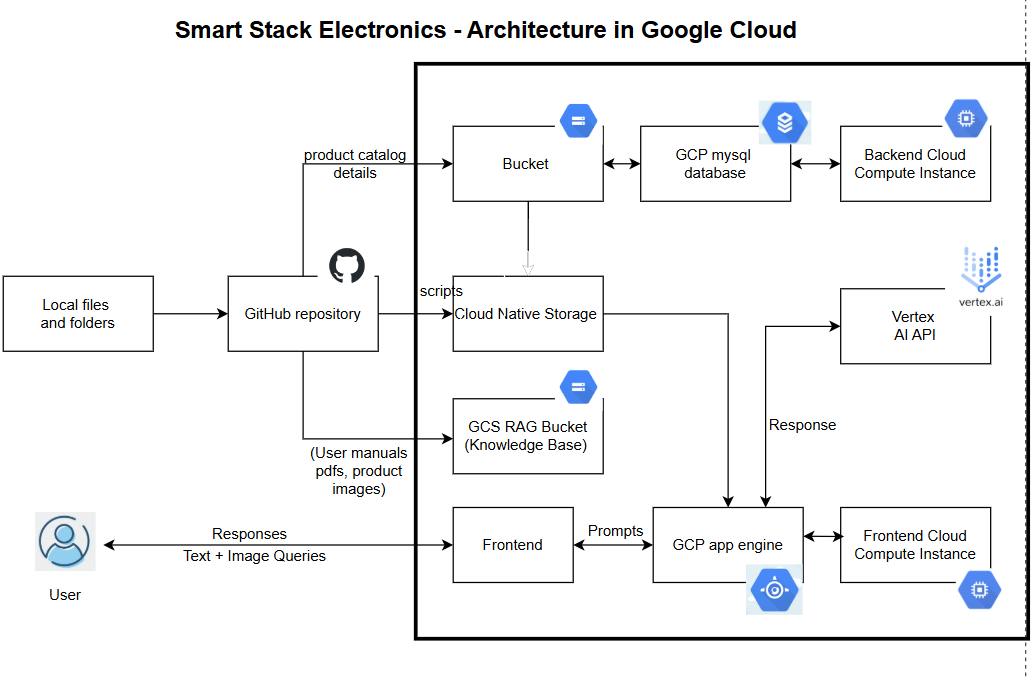 Smart Stack Electronics - Architecture in Google Cloud
product catalog
details
Bucket
GCP mysql
database
Backend Cloud
Compute Instance
Local files
and folders
GitHub repository
scripts
Cloud Native Storage
vertex.ai
Vertex
AI API
GCS RAG Bucket
(Knowledge Base)
Response
(User manuals
pdfs, product
images)
Responses
Text + Image Queries
User
Frontend
Prompts
GCP app engine
Frontend Cloud
Compute Instance